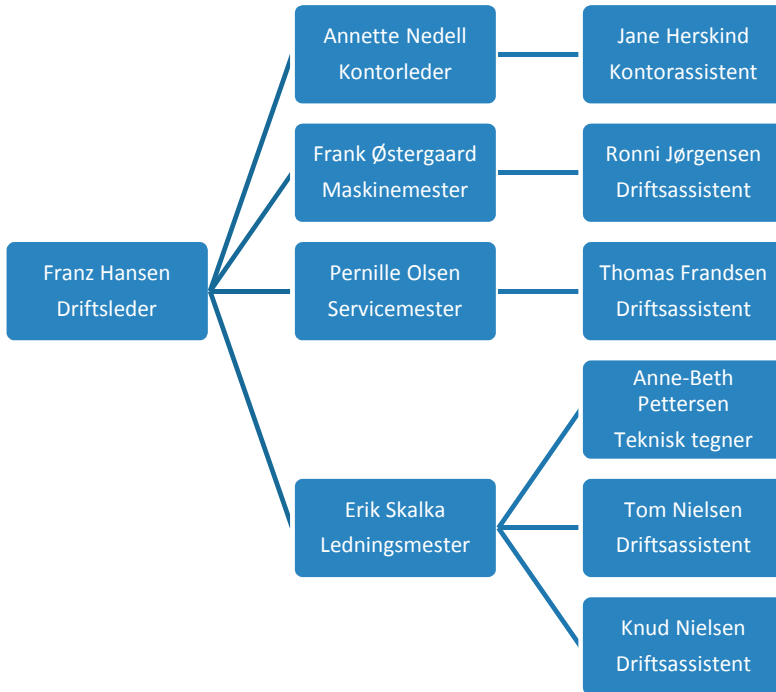 Annette Nedell
Kontorleder
Jane Herskind
Kontorassistent
Frank Østergaard
Maskinemester
Ronni Jørgensen
Driftsassistent
Franz Hansen
Driftsleder
Pernille Olsen
Servicemester
Thomas Frandsen
Driftsassistent
Anne-Beth
Pettersen
Teknisk tegner
Erik Skalka
Ledningsmester
Tom Nielsen
Driftsassistent
Knud Nielsen
Driftsassistent